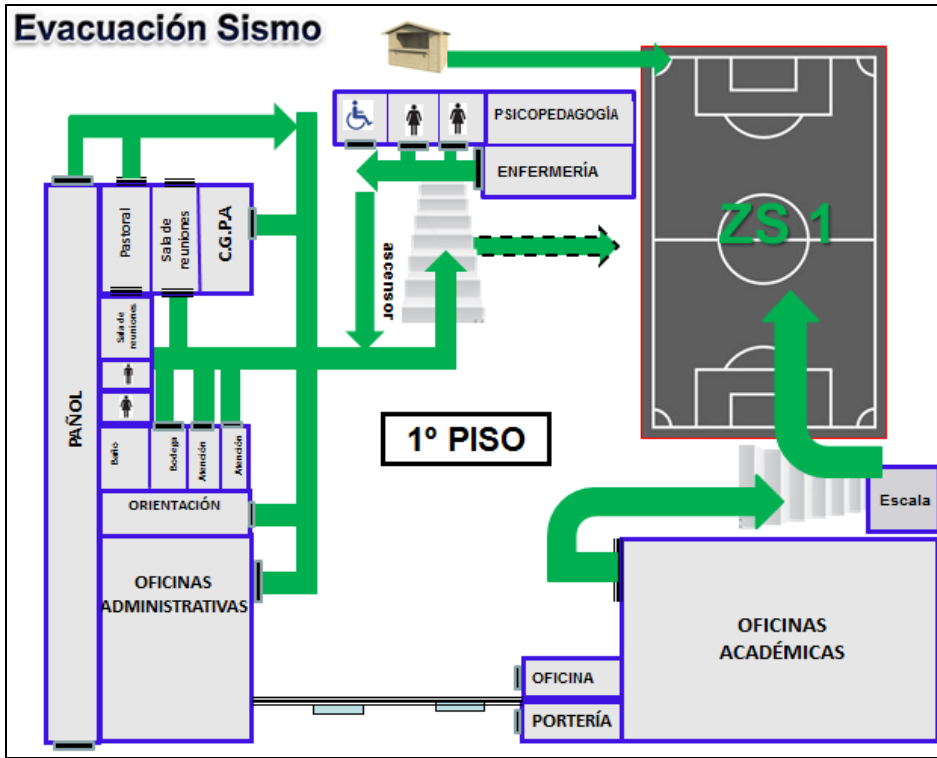 Evacuación Sismo
PSICOPEDAGOGÍA
ENFERMERÍA
Pastoral
Sala de
reuniones
C.G.P.A
ascensor
ZS 1
Sala de
reuniones
PAÑOL
1º PISO
Baño
Bodega
Atención
Atención
ORIENTACIÓN
Escala
OFICINAS
ADMINISTRATIVAS
OFICINAS
ACADÉMICAS
OFICINA
PORTERÍA